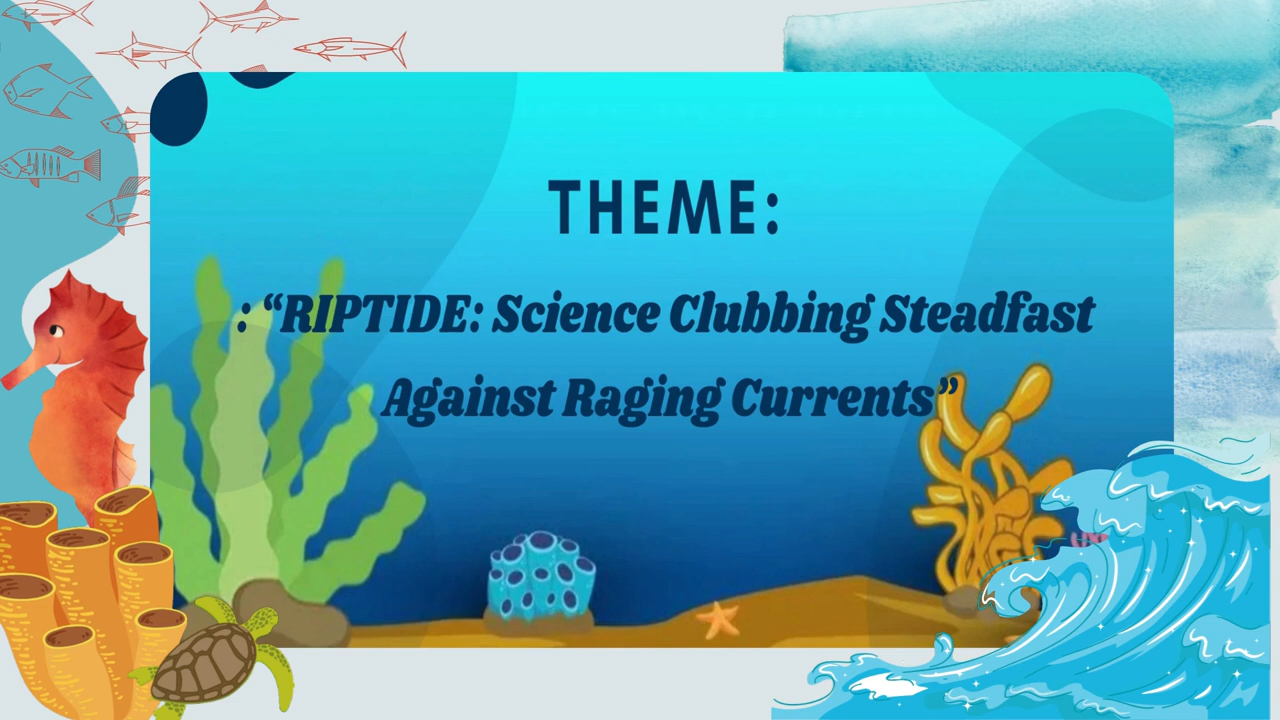 THEME:
: “RIPTIDE: Science Clubbing Steadfast
Against Raging Currents”